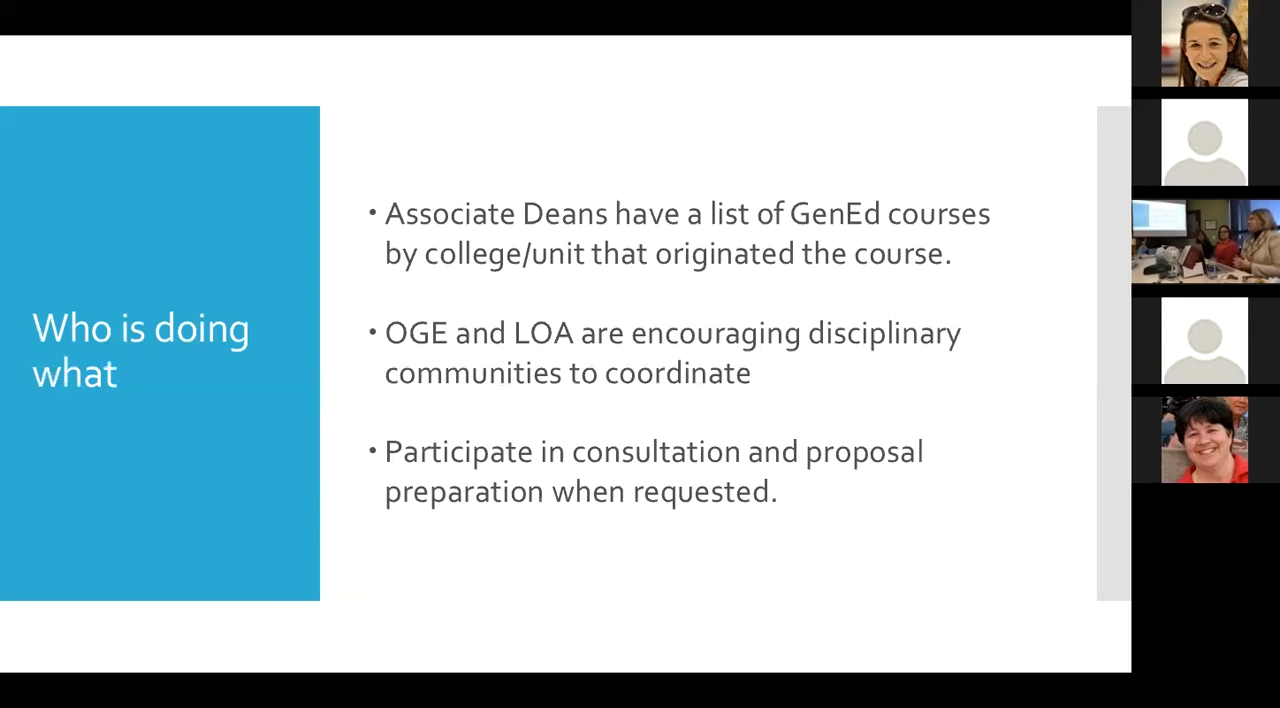 Who is doing
what
• Associate Deans have a list of GenEd courses
by college/unit that originated the course.
• OGE and LOA are encouraging disciplinary
communities to coordinate
• Participate in consultation and proposal
preparation when requested.